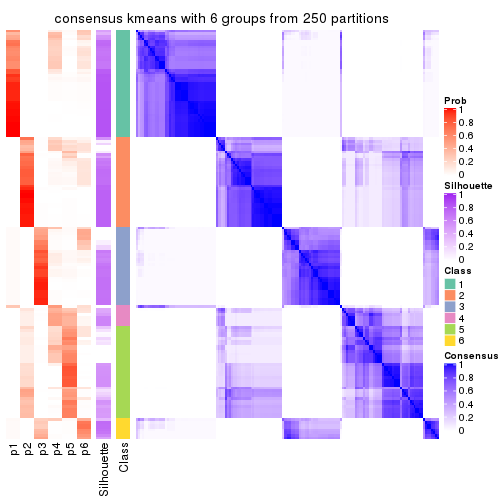 consensus kmeans with 6 groups from 250 partitions
Prob
1
0.8
0.6
0.4
0.2
0
Silhouette
1
0.8
0.6
0.4
0.2
0
Class
1
2
3
4
5
6
Consensus
1
0.8
0.6
0.4
0.2
0
p1
p2
p3
p4
p5
p6
Silhouette
Class